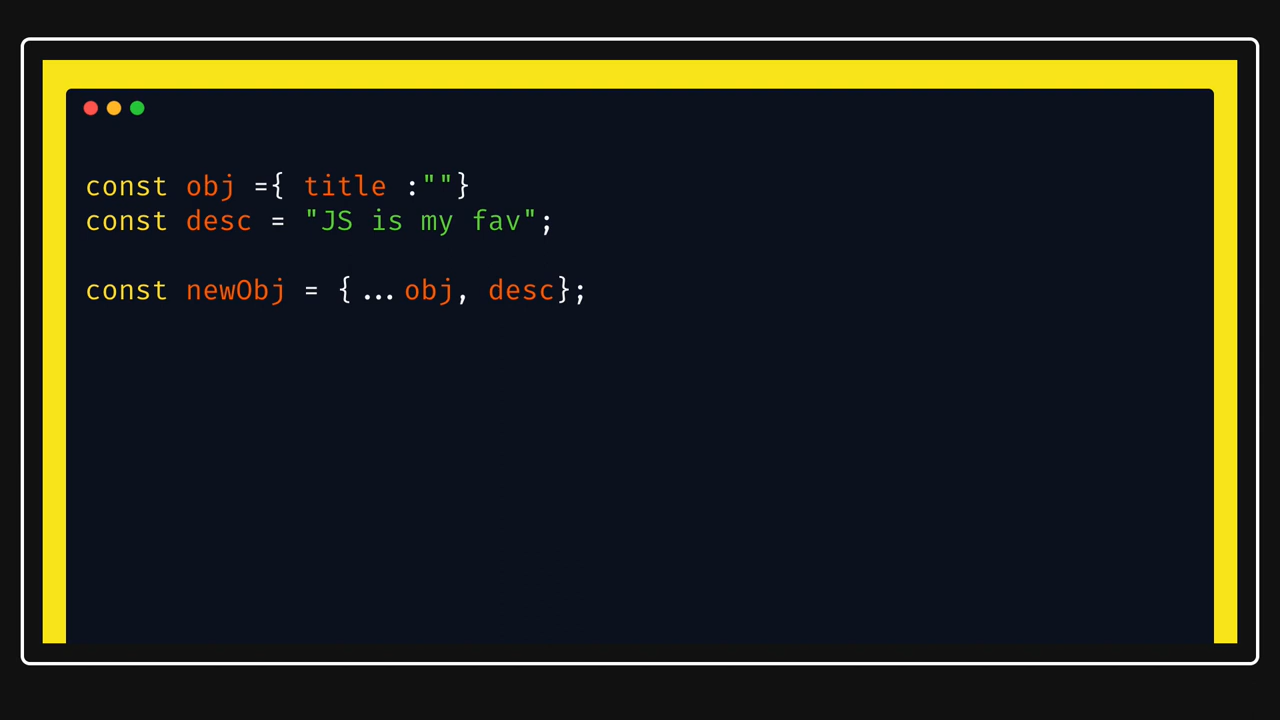 const obj ={ title :""}
const desc = "JS is my fav";
const newObj = {...obj, desc};